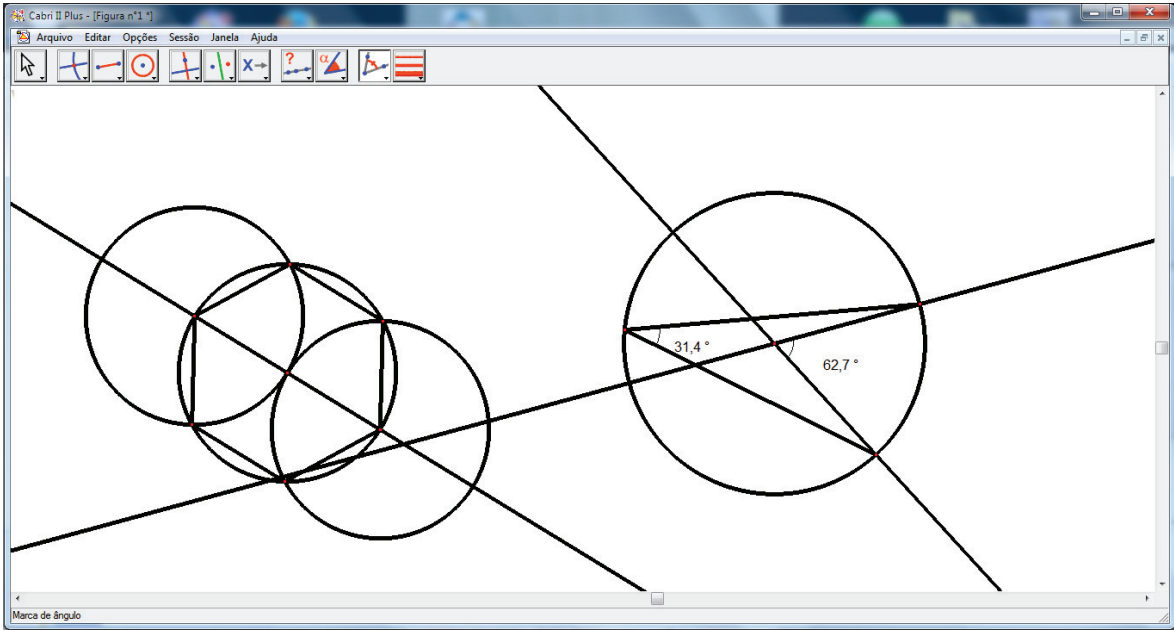 Cabri II Plus - [Figura nº1 *]
Arquivo Editar Opções Sessão Janela Ajuda
X
?
α
31,4 °
62,7 °
Marca de ângulo